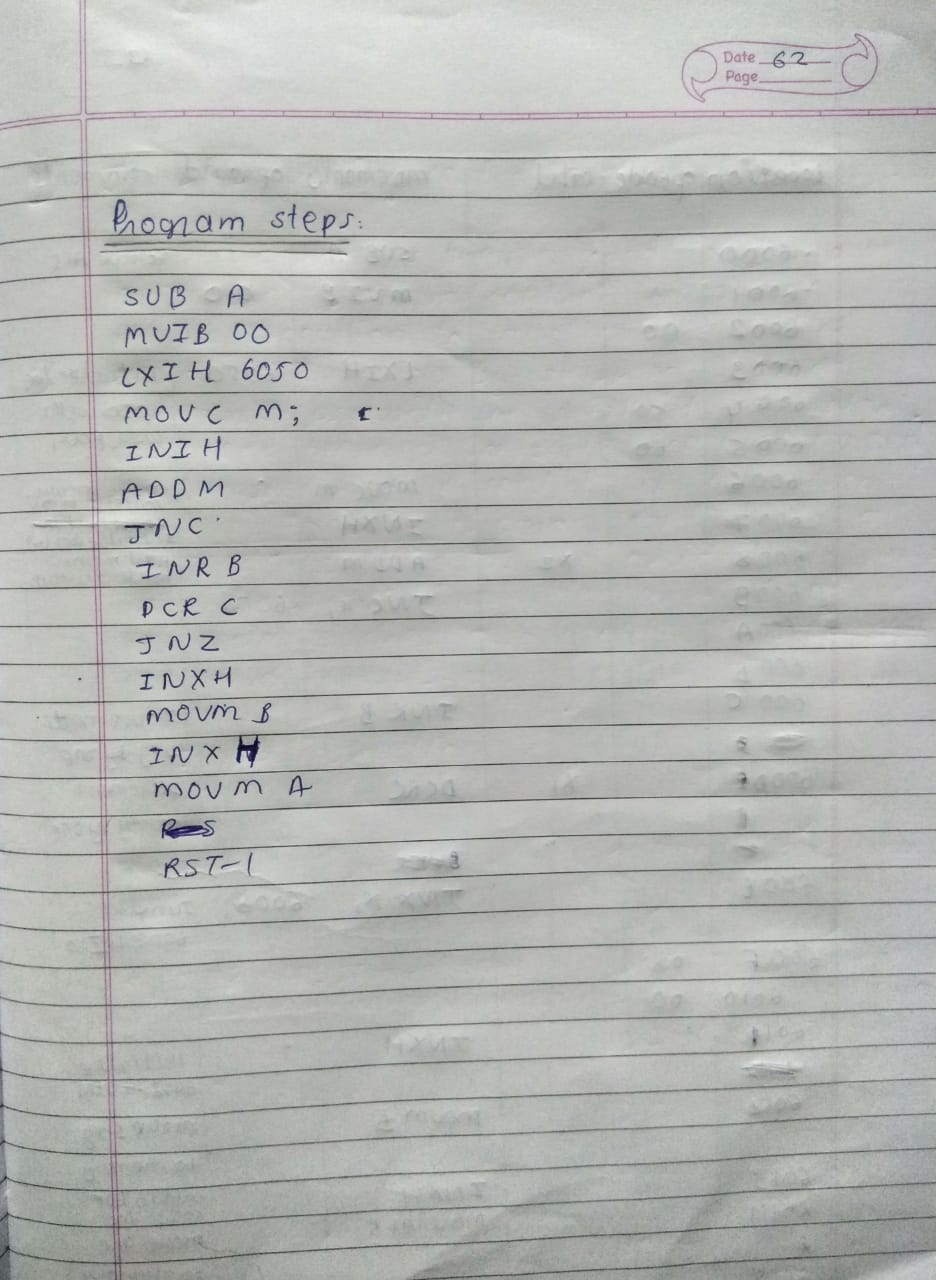 Date 62
Page
Program steps:
SUB A
MVIB 00
LXIH 6050
MOVC M;
INIH
ADDM
JNC
INR B
DCR C
JNZ
INXH
MOVM B
INX H
MOVM A
RST-1